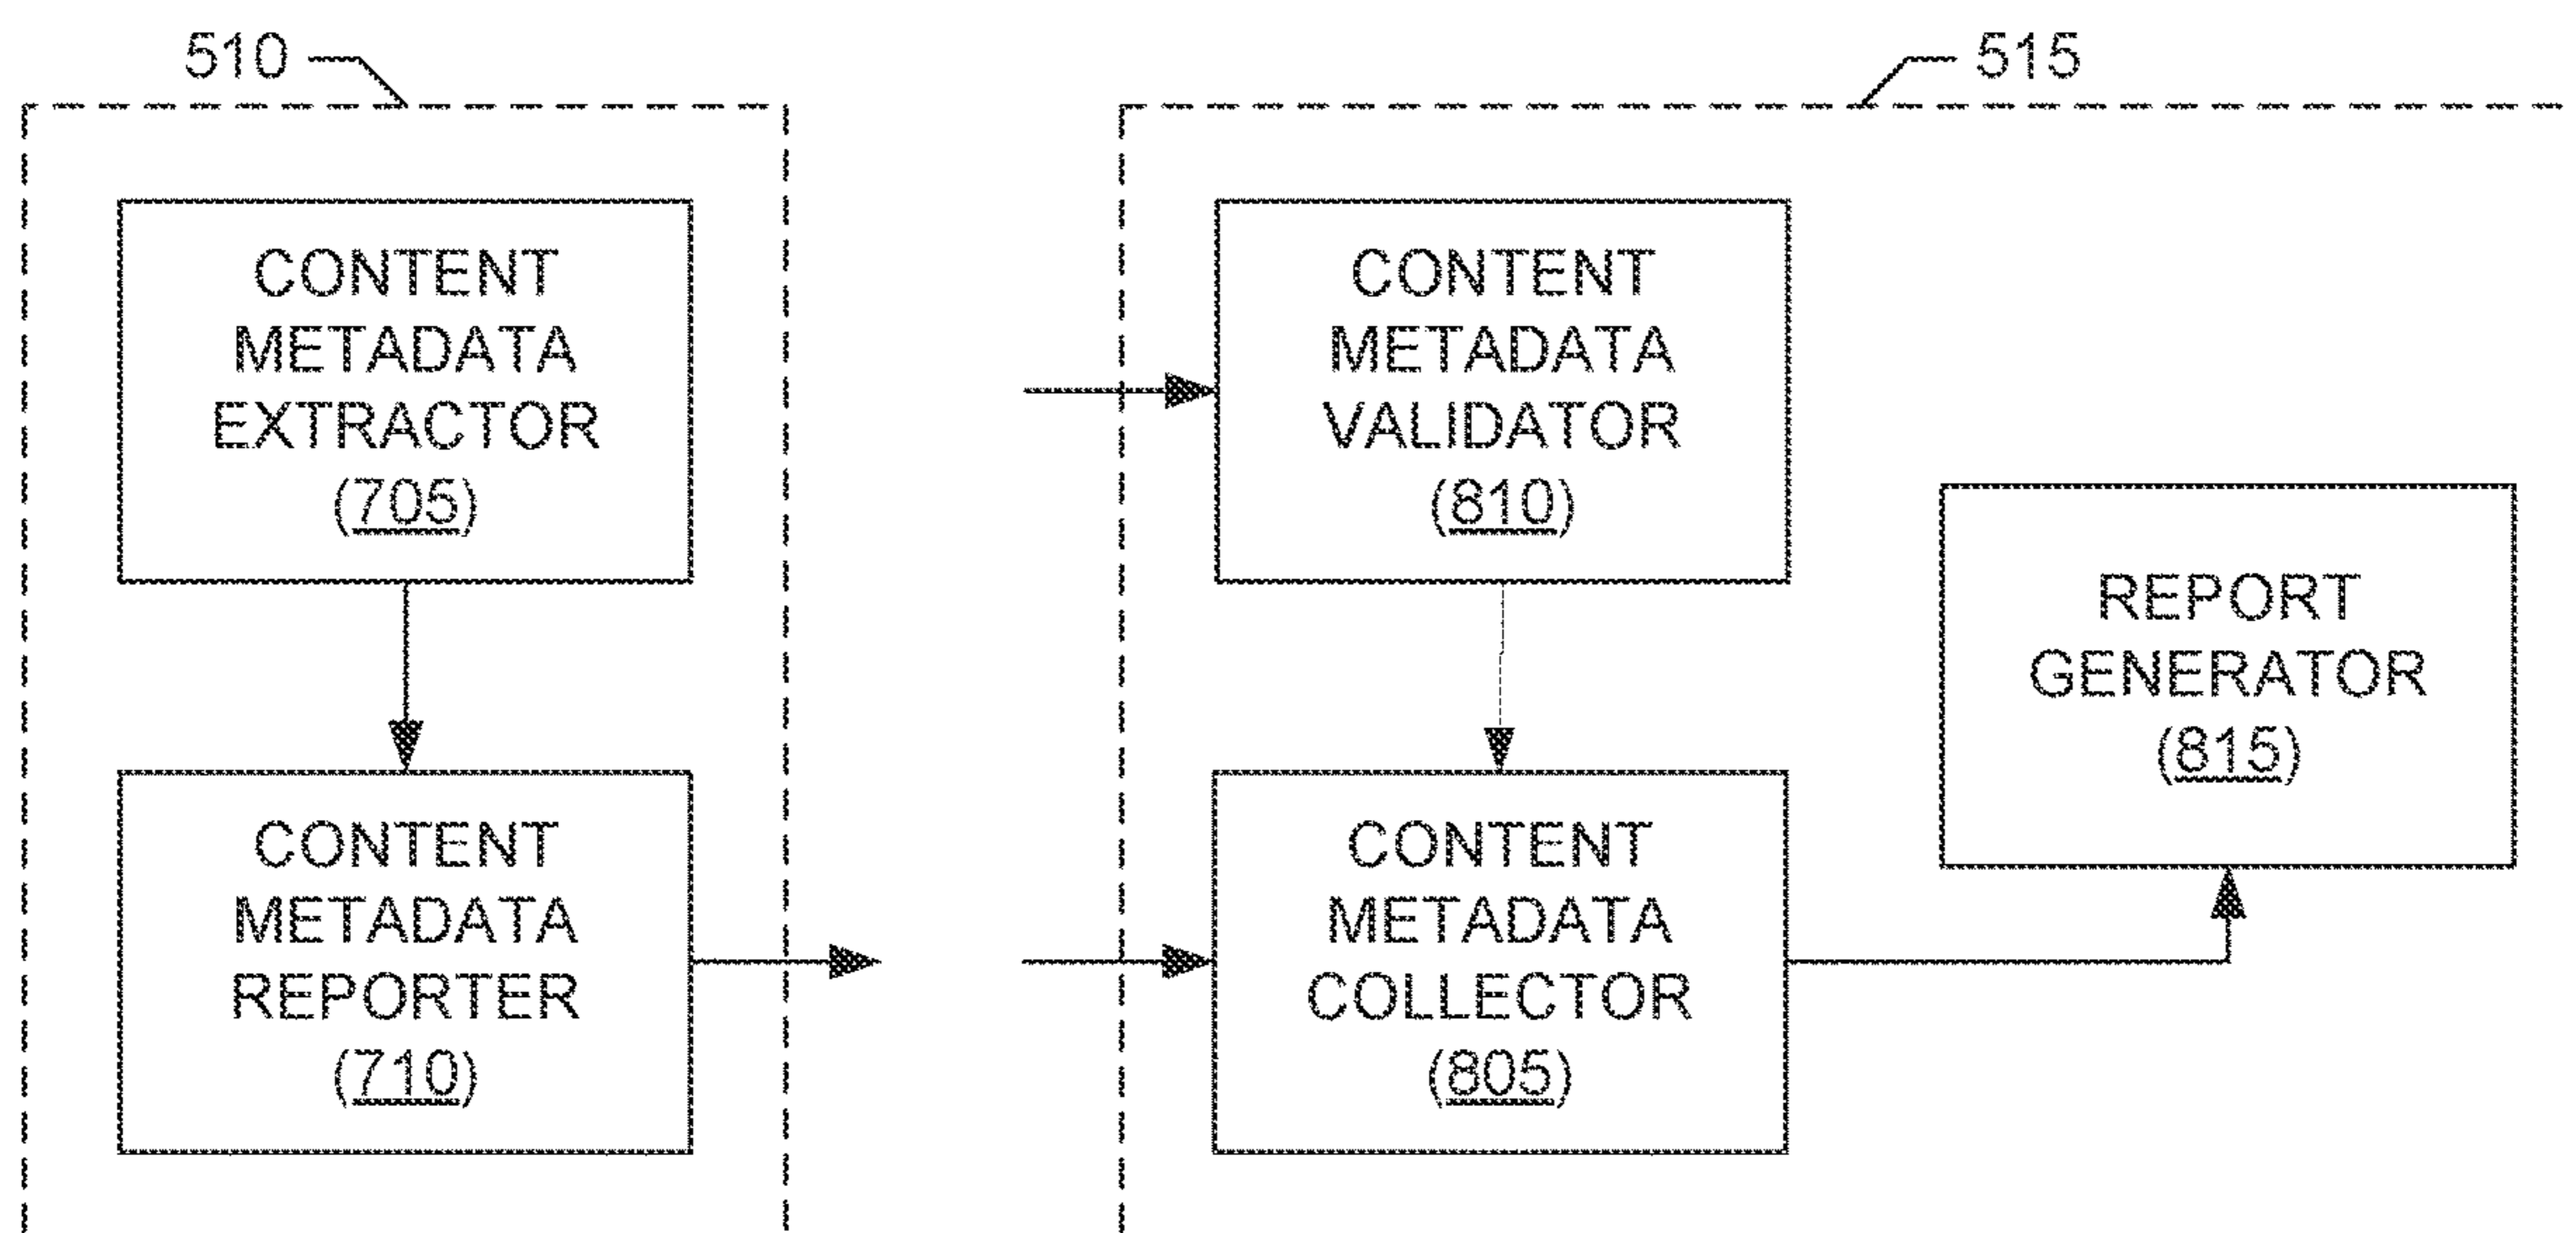 510
515
CONTENT
METADATA
EXTRACTOR
(705)
CONTENT
METADATA
REPORTER
(710)
CONTENT
METADATA
VALIDATOR
(810)
CONTENT
METADATA
COLLECTOR
(805)
REPORT
GENERATOR
(815)